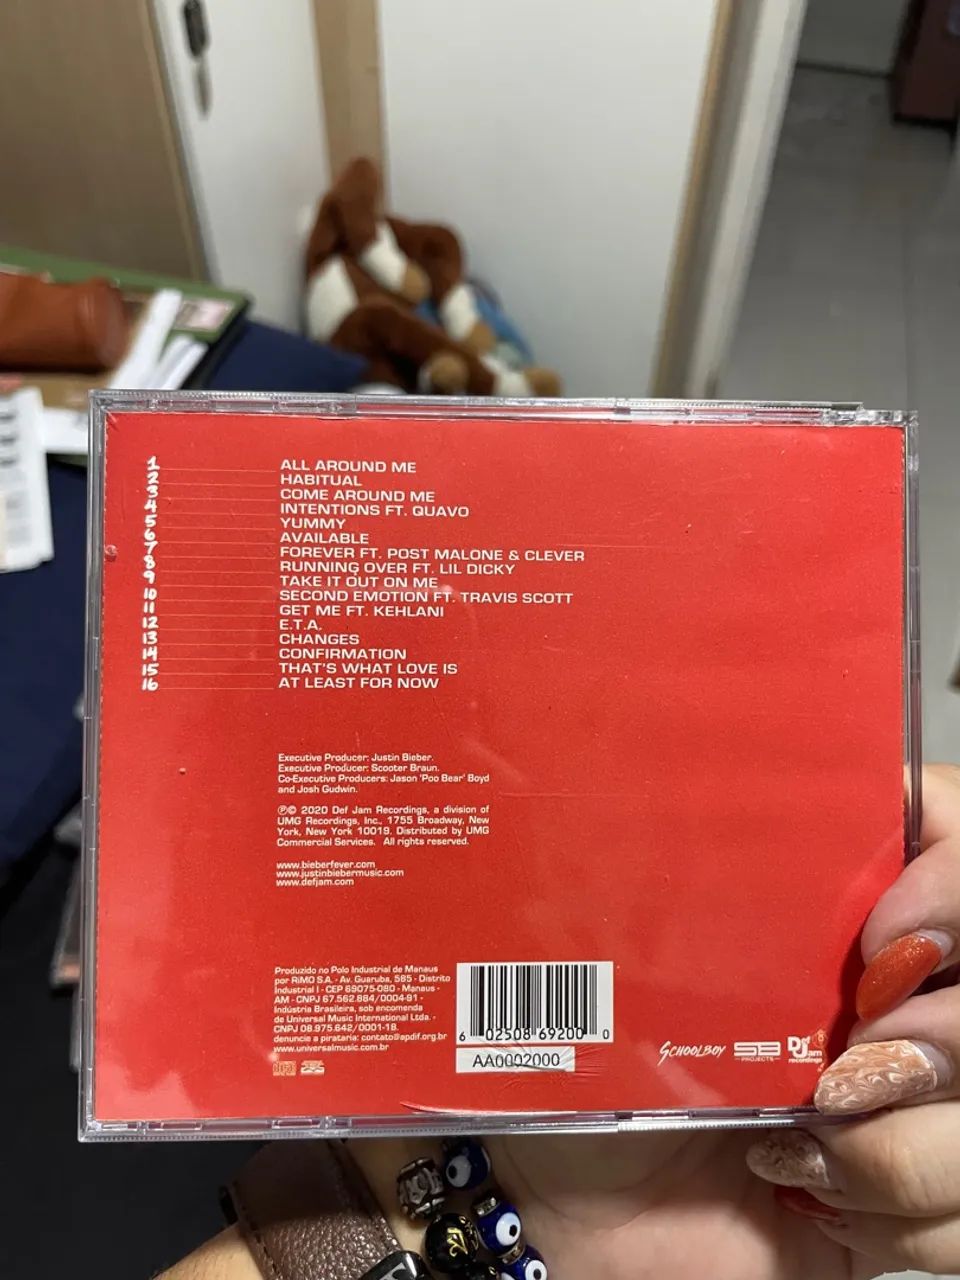 1 ALL AROUND ME
2 HABITUAL
3 COME AROUND ME
4 INTENTIONS FT. QUAVO
5 YUMMY
6 AVAILABLE
7 FOREVER FT. POST MALONE & CLEVER
8 RUNNING OVER FT. LIL DICKY
9 TAKE IT OUT ON ME
10 SECOND EMOTION FT. TRAVIS SCOTT
11 GET ME FT. KEHLANI
12 E.T.A.
13 CHANGES
14 CONFIRMATION
15 THAT'S WHAT LOVE IS
16 AT LEAST FOR NOW
Executive Producer: Justin Bieber.
Executive Producer: Scooter Braun.
Co-Executive Producers: Jason 'Poo Bear' Boyd
and Josh Gudwin.
℗© 2020 Def Jam Recordings, a division of
UMG Recordings, Inc., 1755 Broadway, New
York, New York 10019. Distributed by UMG
Commercial Services. All rights reserved.
www.bieberfever.com
www.justinbiebermusic.com
www.defjam.com
Produzido no Polo Industrial de Manaus
por RiMO S.A. - Av. Guaruba, 585 - Distrito
Industrial I - CEP 69075-080 - Manaus -
AM - CNPJ 67.562.884/0004-91 -
Indústria Brasileira, sob encomenda
de Universal Music International Ltda. -
CNPJ 08.975.642/0001-18.
denuncie a pirataria: contato@apdif.org.br
www.universalmusic.com.br
6 02508 69200 0
AA0002000
SCHOOLBOY
SB
PROJECTS
Def
Jam
recordings